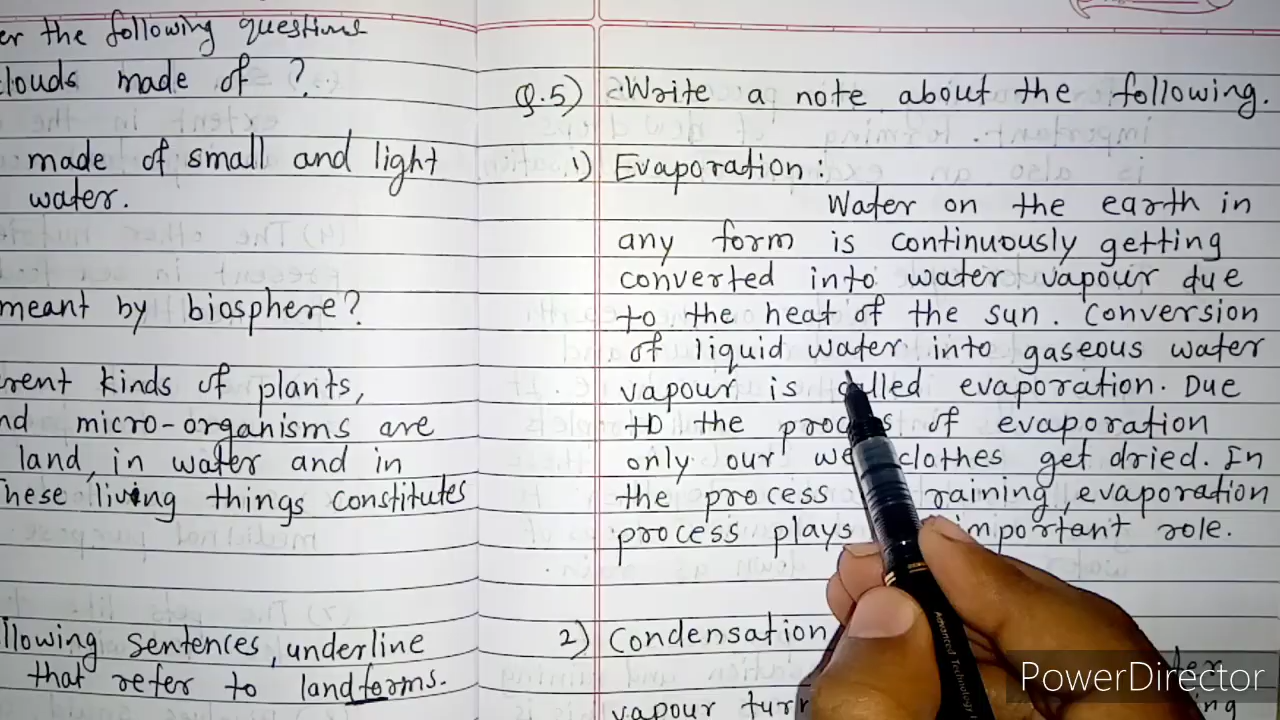 er the following questions
clouds made of ?
made of small and light
water.
meant by biosphere?
rent kinds of plants,
nd micro-organisms are
land, in water and in
These living things constitutes
llowing sentences, underline
that refer to landforms.
Q.5) Write a note about the following.
1) Evaporation :
Water on the earth in
any form is continuously getting
converted into water vapour due
to the heat of the sun. Conversion
of liquid water into gaseous water
vapour is called evaporation. Due
to the process of evaporation
only our we clothes get dried. In
the process raining, evaporation
process plays important role.
2) Condensation
vapour turn
PowerDirector